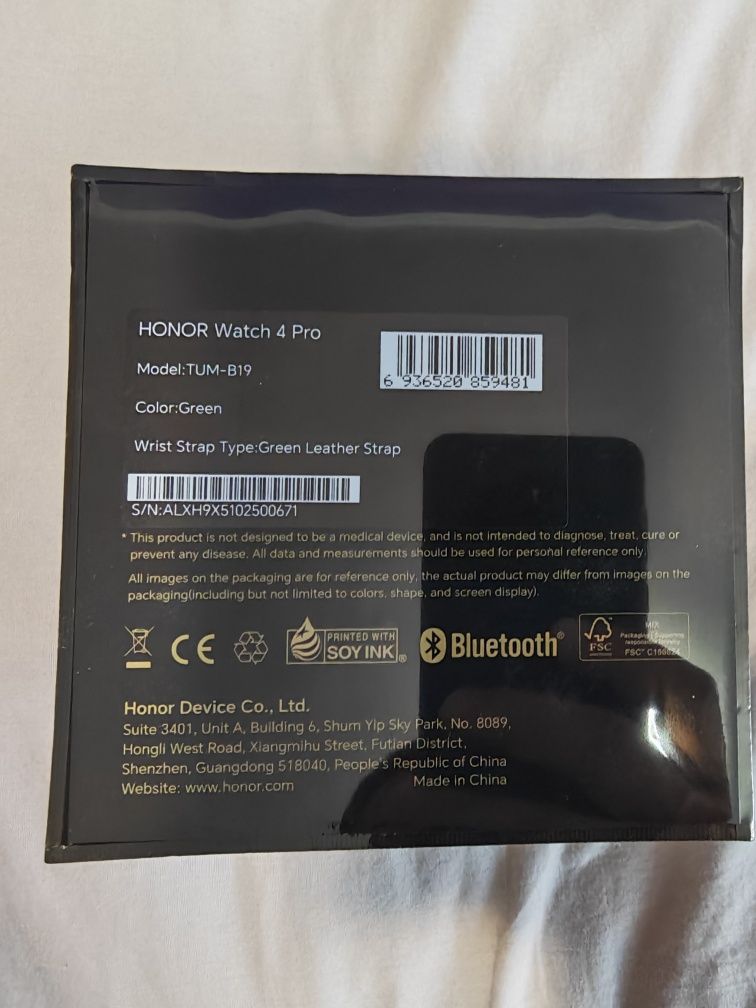 HONOR Watch 4 Pro
Model:TUM-B19
6 936520 859481
Color:Green
Wrist Strap Type:Green Leather Strap
S/N:ALXH9X5102500671
* This product is not designed to be a medical device, and is not intended to diagnose, treat, cure or
prevent any disease. All data and measurements should be used for personal reference only.
All images on the packaging are for reference only, the actual product may differ from images on the
packaging(including but not limited to colors, shape, and screen display).
CE
PRINTED WITH
SOY INK®
Bluetooth®
FSC
MIX
Packaging | Supporting
responsible forestry
FSC™
Honor Device Co., Ltd.
Suite 3401, Unit A, Building 6, Shum Yip Sky Park, No. 8089,
Hongli West Road, Xiangmihu Street, Futian District,
Shenzhen, Guangdong 518040, People's Republic of China
Website: www.honor.com Made in China